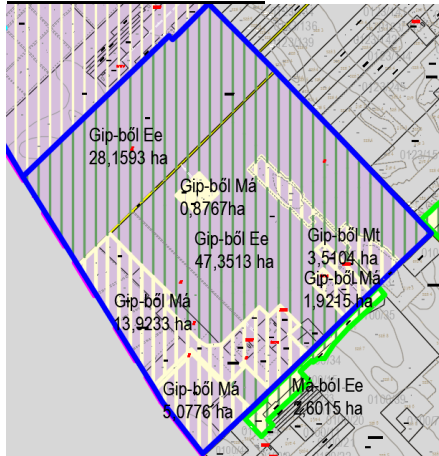 Gip-ből Ee
28,1593 ha
Gip-ből Má
0,8767ha
Gip-ből Ee
47,3513 ha
Gip-ből Mt
3,5104 ha
Gip-ből Má
1,9215 ha
Gip-ből Má
13,9233 ha
Gip-ből Má
5,0776 ha
Má-ból Ee
2,6015 ha